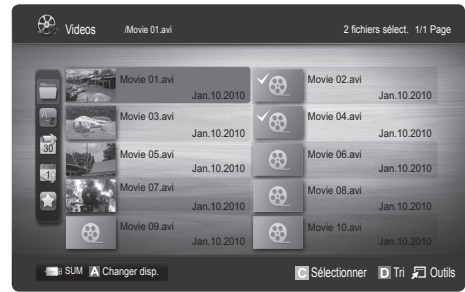 Videos /Movie 01.avi 2 fichiers sélect. 1/1 Page
Movie 01.avi Movie 02.avi
Jan.10.2010 Jan.10.2010
Movie 03.avi Movie 04.avi
Jan.10.2010 Jan.10.2010
Movie 05.avi Movie 06.avi
Jan.10.2010 Jan.10.2010
Movie 07.avi Movie 08.avi
Jan.10.2010 Jan.10.2010
Movie 09.avi Movie 10.avi
Jan.10.2010 Jan.10.2010
30
1
SUM A Changer disp. C Sélectionner D Tri Outils